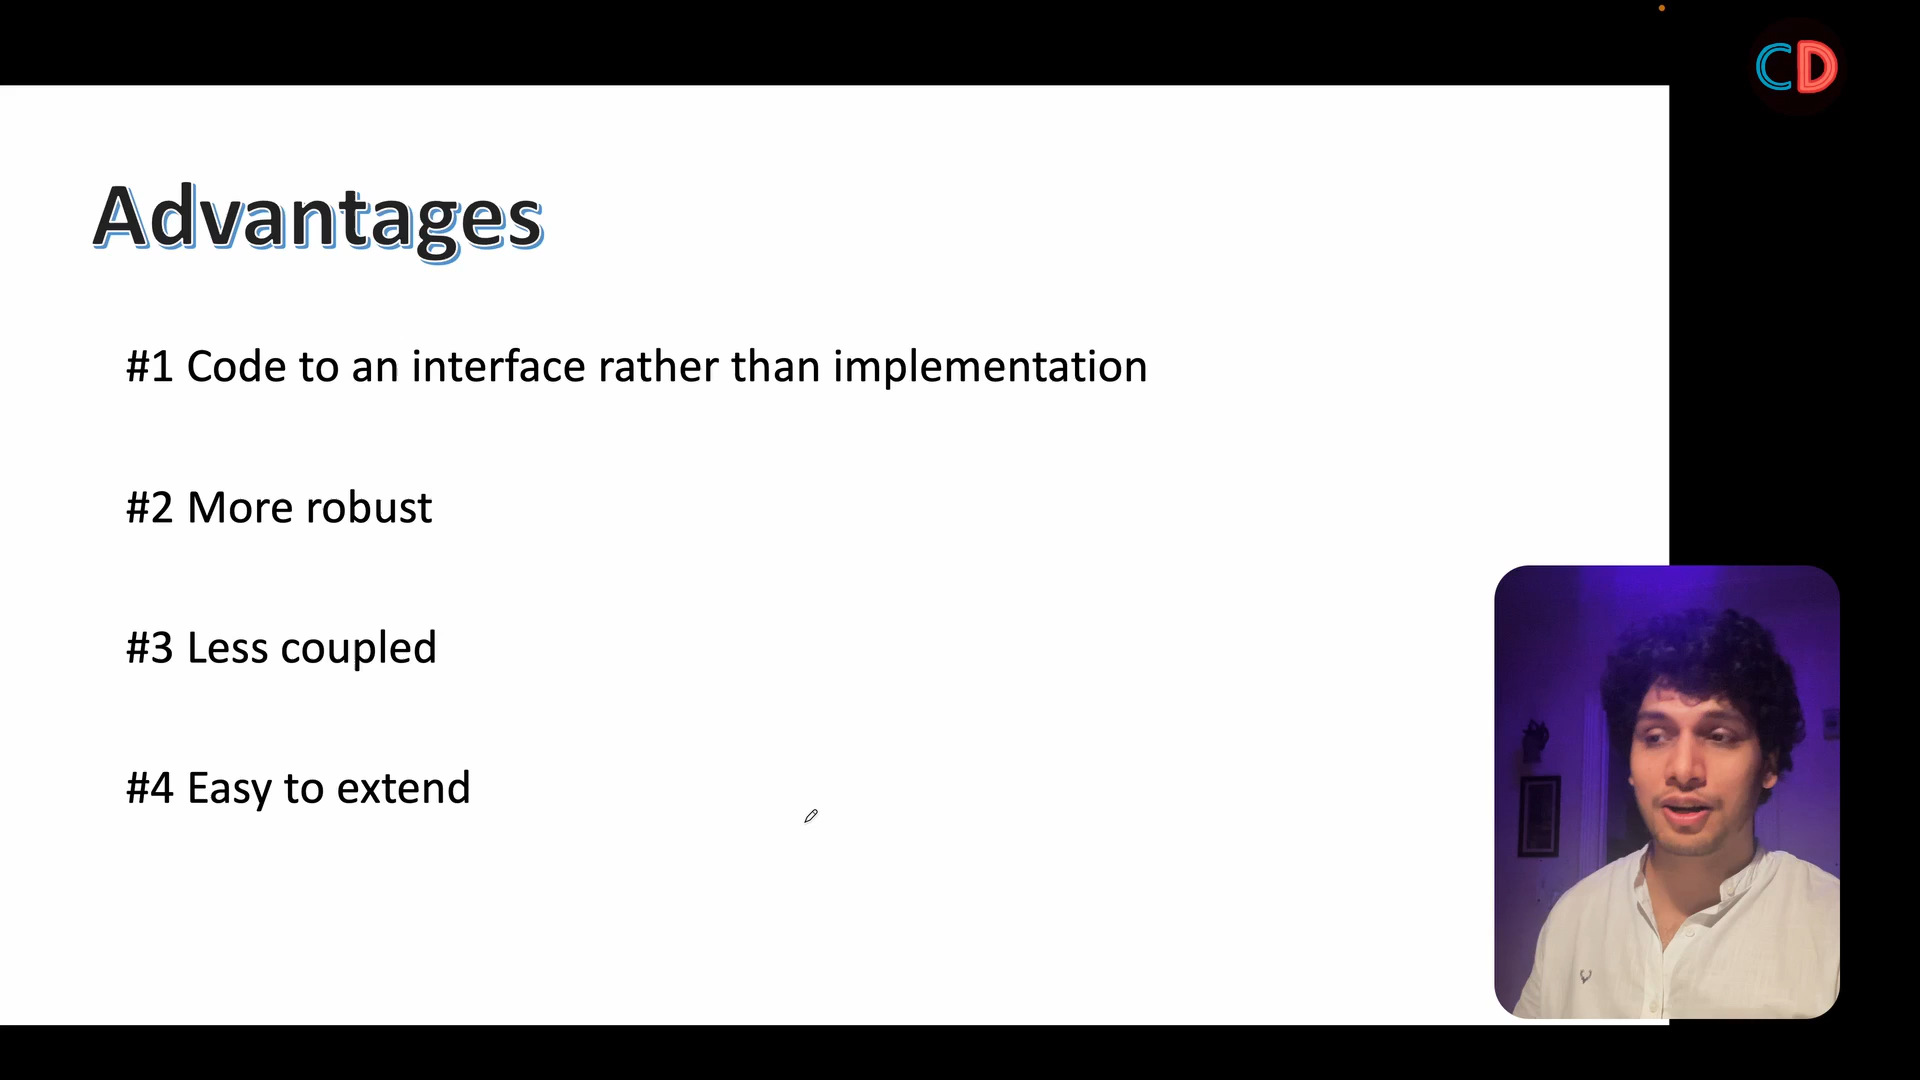 CD
Advantages
#1 Code to an interface rather than implementation
#2 More robust
#3 Less coupled
#4 Easy to extend